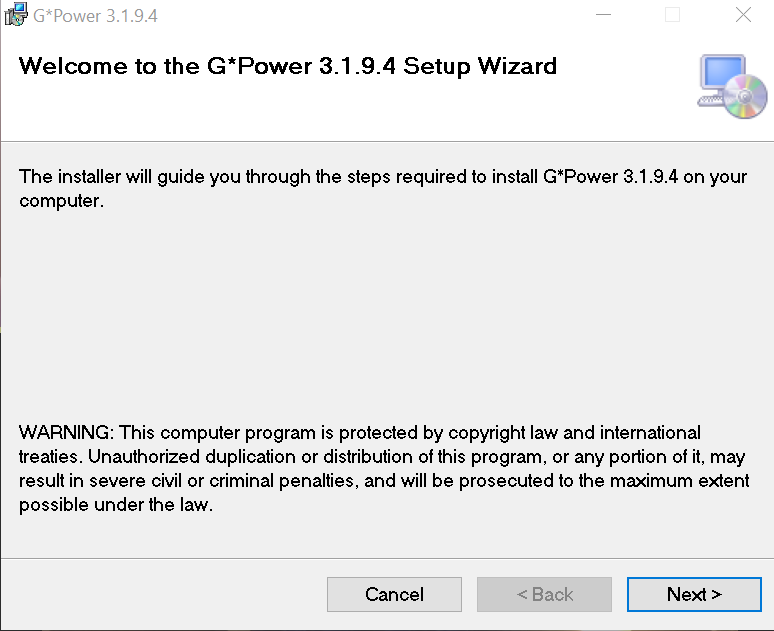 G*Power 3.1.9.4
Welcome to the G*Power 3.1.9.4 Setup Wizard
The installer will guide you through the steps required to install G*Power 3.1.9.4 on your
computer.
WARNING: This computer program is protected by copyright law and international
treaties. Unauthorized duplication or distribution of this program, or any portion of it, may
result in severe civil or criminal penalties, and will be prosecuted to the maximum extent
possible under the law.
Cancel
< Back
Next >